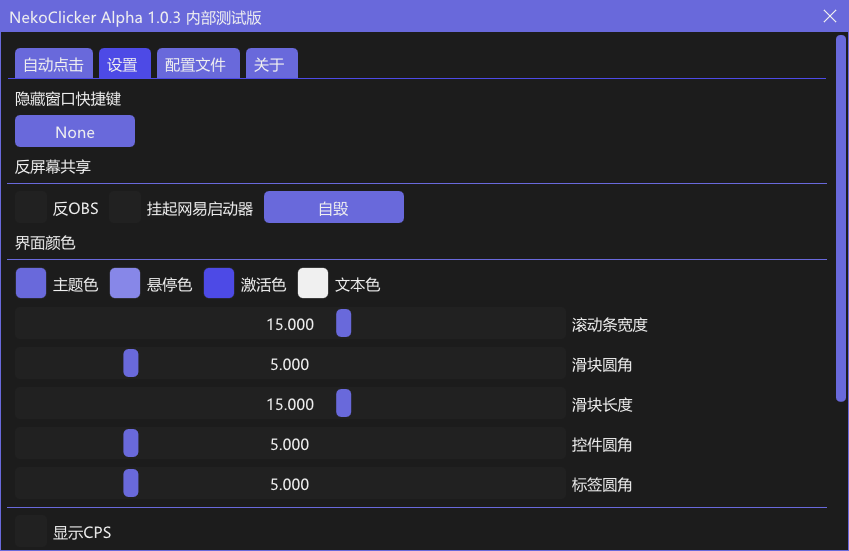 NekoClicker Alpha 1.0.3 内部测试版
自动点击 设置 配置文件 关于
隐藏窗口快捷键
None
反屏幕共享
反OBS 挂起网易启动器 自毁
界面颜色
主题色 悬停色 激活色 文本色
15.000 滚动条宽度
5.000 滑块圆角
15.000 滑块长度
5.000 控件圆角
5.000 标签圆角
显示CPS